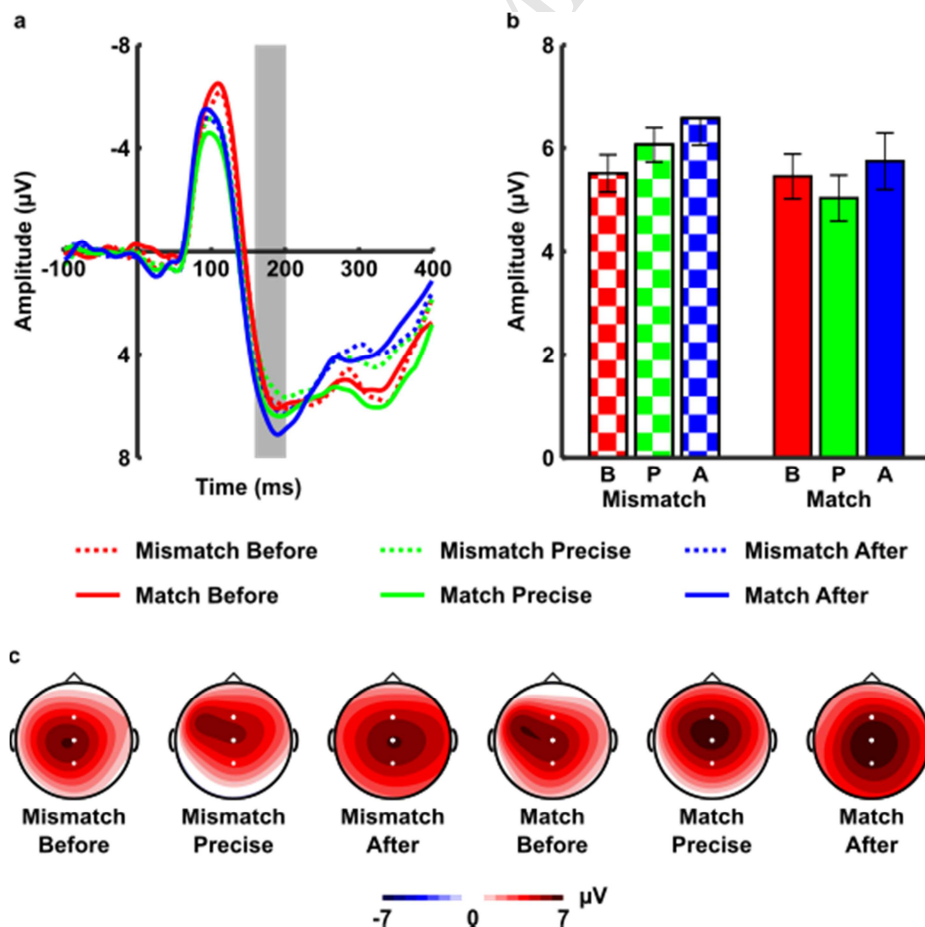 a
b
-8
-4
4
8
-100
100
200
300
400
Amplitude (µV)
Time (ms)
8
6
4
2
0
Amplitude (µV)
B P A
Mismatch
B P A
Match
Mismatch Before
Mismatch Precise
Mismatch After
Match Before
Match Precise
Match After
c
Mismatch
Before
Mismatch
Precise
Mismatch
After
Match
Before
Match
Precise
Match
After
-7
0
7
µV